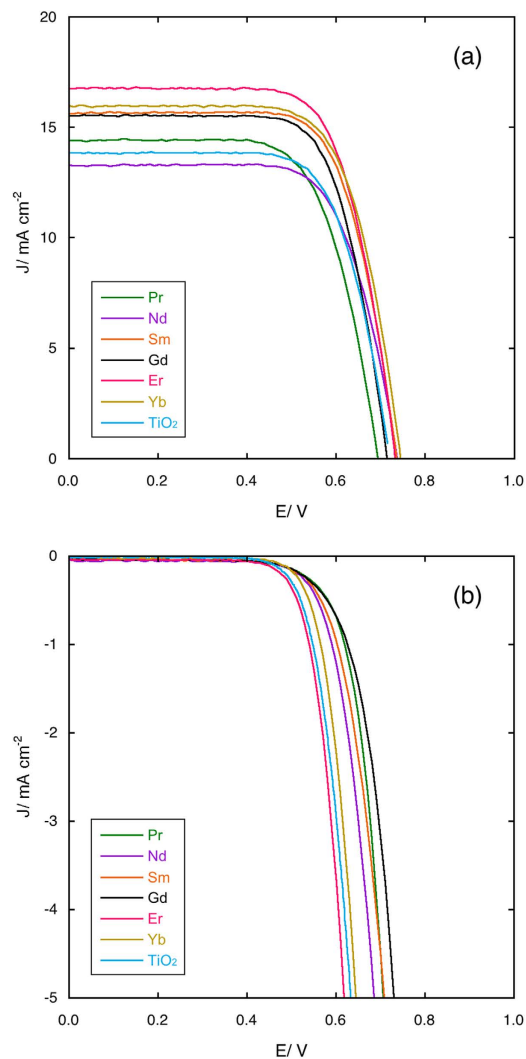 20
(a)
15
J/ mA cm-2
10
Pr
Nd
Sm
Gd
Er
Yb
TiO2
5
0
0.0 0.2 0.4 0.6 0.8 1.0
E/ V
0
(b)
-1
-2
J/ mA cm-2
-3
Pr
Nd
Sm
Gd
Er
Yb
TiO2
-4
-5
0.0 0.2 0.4 0.6 0.8 1.0
E/ V